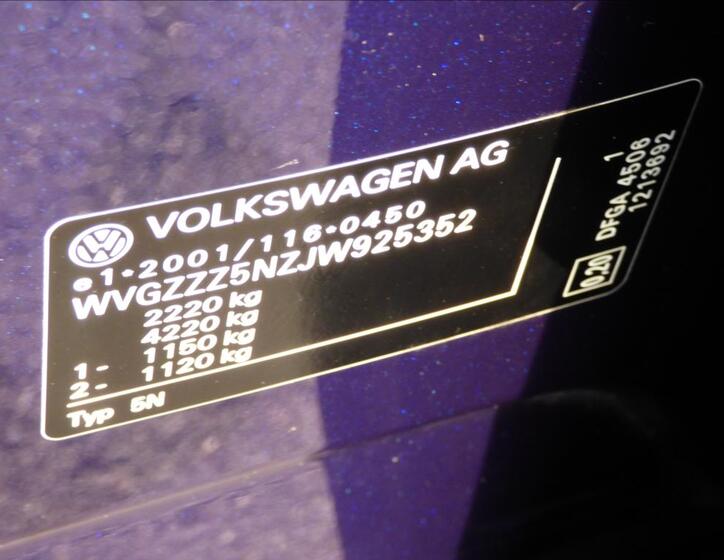 VOLKSWAGEN AG
e1*2001/116*0450
WVGZZZ5NZJW925352
2220 kg
4220 kg
1- 1150 kg
2- 1120 kg
Typ 5N
1
DFGA 4506
1213692
0,20